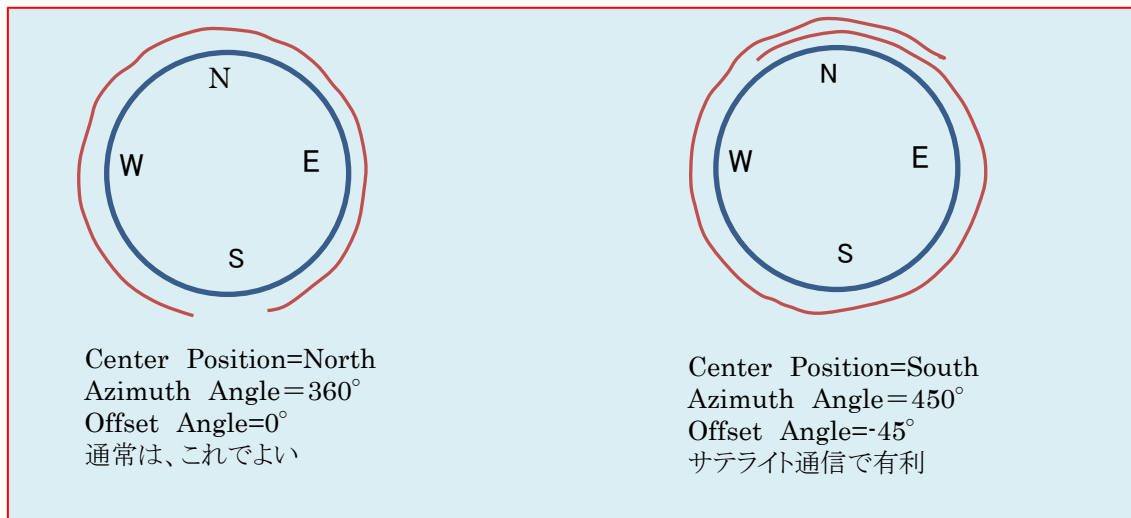 N
W
E
S
Center Position=North
Azimuth Angle=360°
Offset Angle=0°
通常は、これでよい
N
W
E
S
Center Position=South
Azimuth Angle=450°
Offset Angle=-45°
サテライト通信で有利